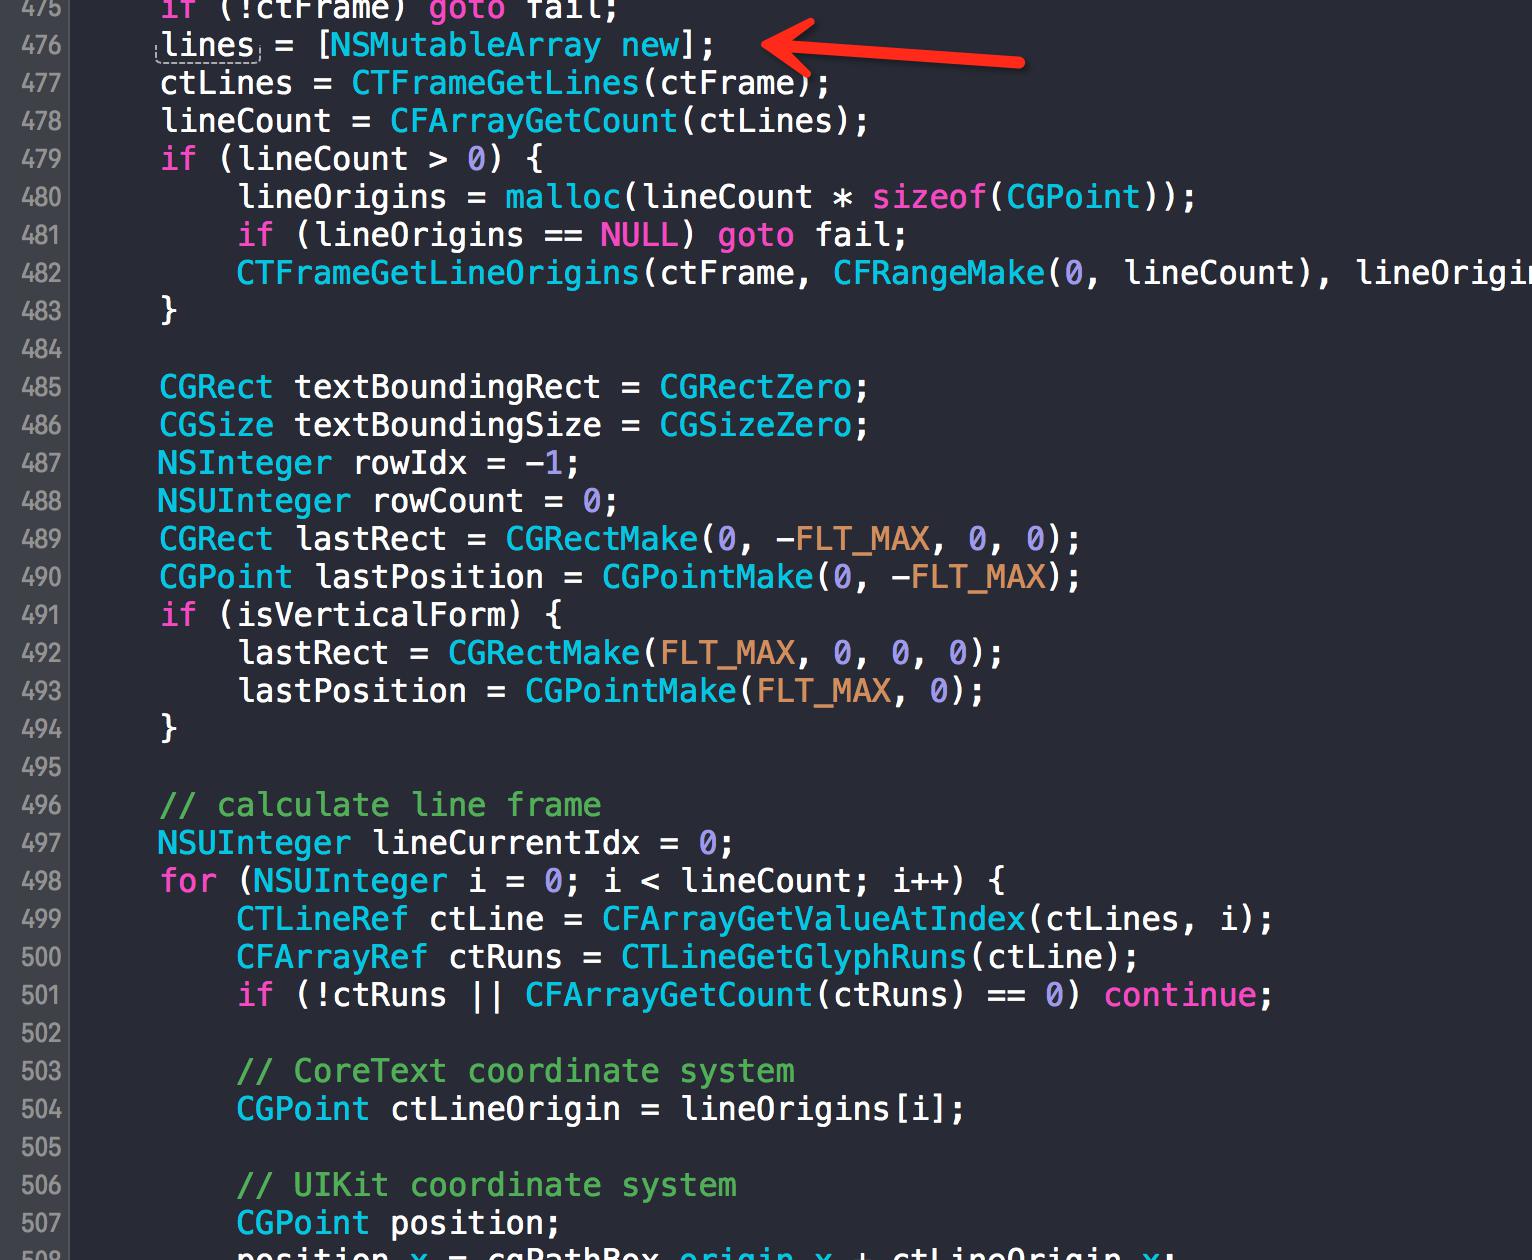 475 if (!ctFrame) goto fail;
476 lines = [NSMutableArray new];
477 ctLines = CTFrameGetLines(ctFrame);
478 lineCount = CFArrayGetCount(ctLines);
479 if (lineCount > 0) {
480 lineOrigins = malloc(lineCount * sizeof(CGPoint));
481 if (lineOrigins == NULL) goto fail;
482 CTFrameGetLineOrigins(ctFrame, CFRangeMake(0, lineCount), lineOrigin
483 }
484
485 CGRect textBoundingRect = CGRectZero;
486 CGSize textBoundingSize = CGSizeZero;
487 NSInteger rowIdx = -1;
488 NSUInteger rowCount = 0;
489 CGRect lastRect = CGRectMake(0, -FLT_MAX, 0, 0);
490 CGPoint lastPosition = CGPointMake(0, -FLT_MAX);
491 if (isVerticalForm) {
492 lastRect = CGRectMake(FLT_MAX, 0, 0, 0);
493 lastPosition = CGPointMake(FLT_MAX, 0);
494 }
495
496 // calculate line frame
497 NSUInteger lineCurrentIdx = 0;
498 for (NSUInteger i = 0; i < lineCount; i++) {
499 CTLineRef ctLine = CFArrayGetValueAtIndex(ctLines, i);
500 CFArrayRef ctRuns = CTLineGetGlyphRuns(ctLine);
501 if (!ctRuns || CFArrayGetCount(ctRuns) == 0) continue;
502
503 // CoreText coordinate system
504 CGPoint ctLineOrigin = lineOrigins[i];
505
506 // UIKit coordinate system
507 CGPoint position;
508 position.x = cgPathBox.origin.x + ctLineOrigin.x;